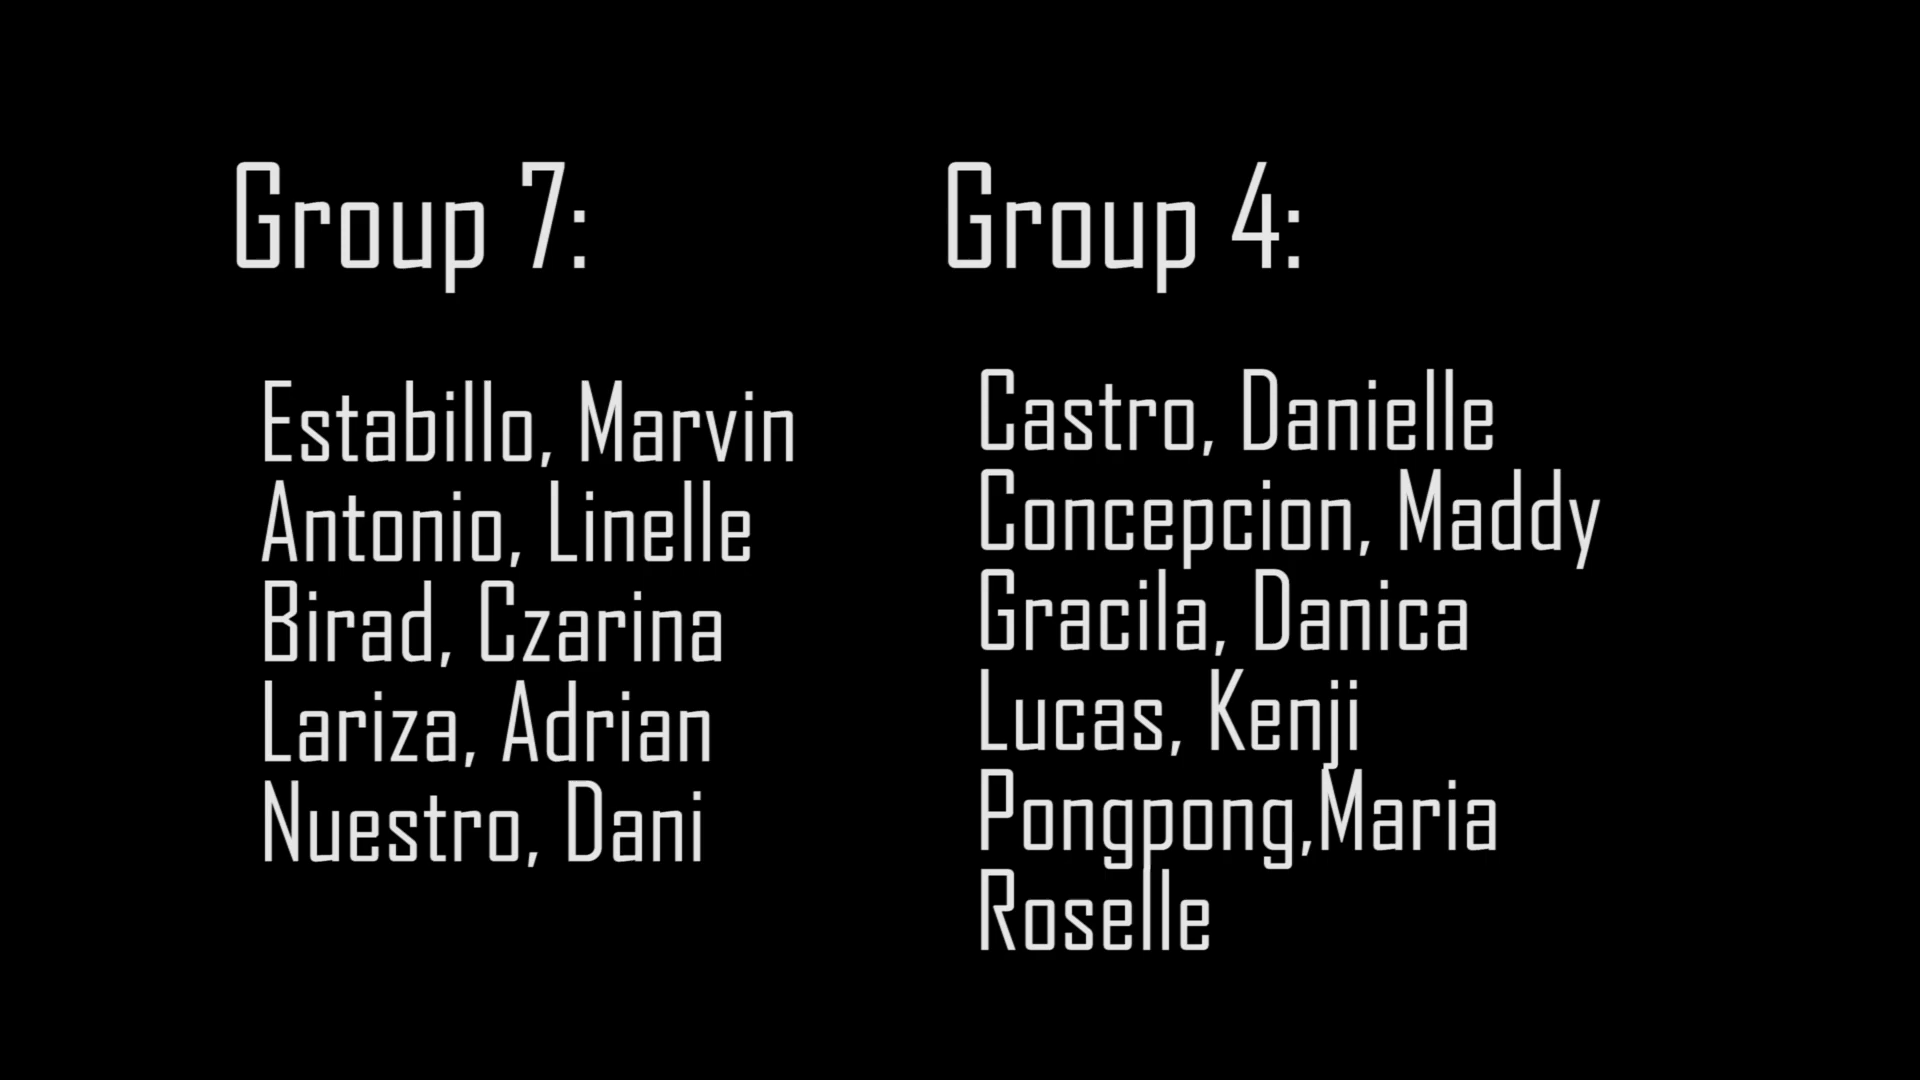 Group 7:
Estabillo, Marvin
Antonio, Linelle
Birad, Czarina
Lariza, Adrian
Nuestro, Dani
Group 4:
Castro, Danielle
Concepcion, Maddy
Gracila, Danica
Lucas, Kenji
Pongpong,Maria
Roselle